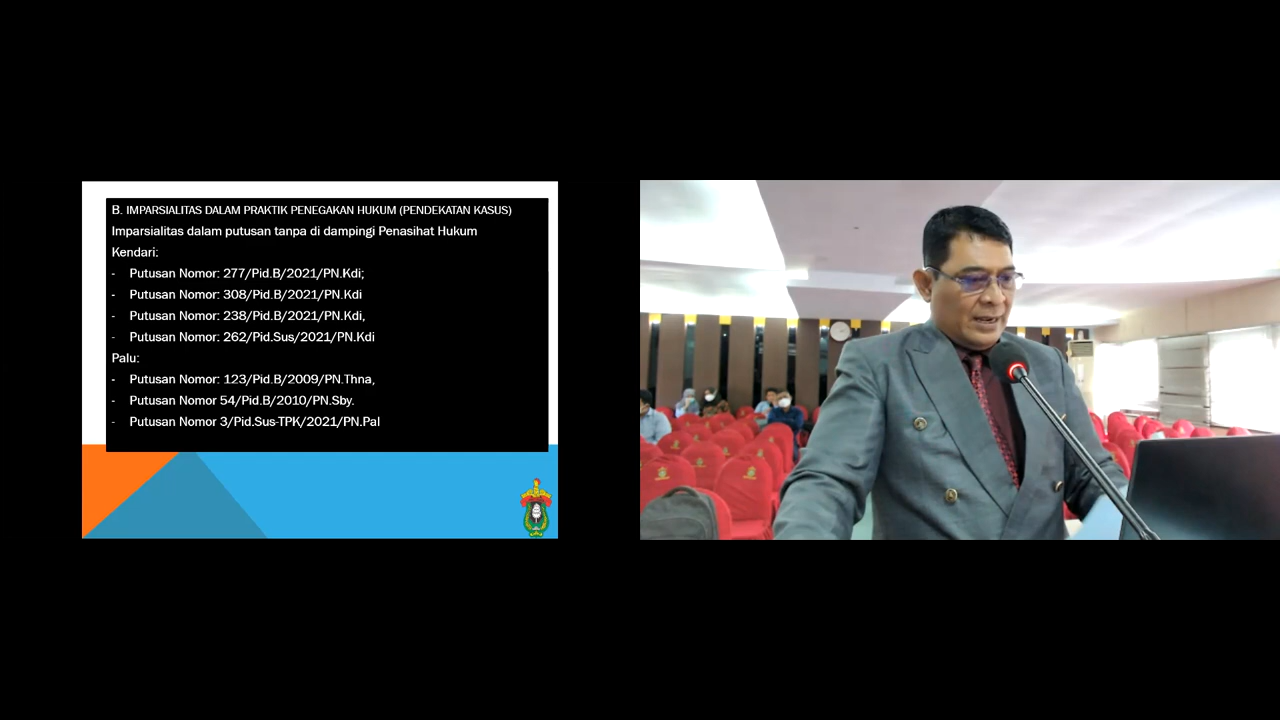 B. IMPARSIALITAS DALAM PRAKTIK PENEGAKAN HUKUM (PENDEKATAN KASUS)
Imparsialitas dalam putusan tanpa di dampingi Penasihat Hukum
Kendari:
- Putusan Nomor: 277/Pid.B/2021/PN.Kdi;
- Putusan Nomor: 308/Pid.B/2021/PN.Kdi
- Putusan Nomor: 238/Pid.B/2021/PN.Kdi,
- Putusan Nomor: 262/Pid.Sus/2021/PN.Kdi
Palu:
- Putusan Nomor: 123/Pid.B/2009/PN.Thna,
- Putusan Nomor 54/Pid.B/2010/PN.Sby.
- Putusan Nomor 3/Pid.Sus-TPK/2021/PN.Pal